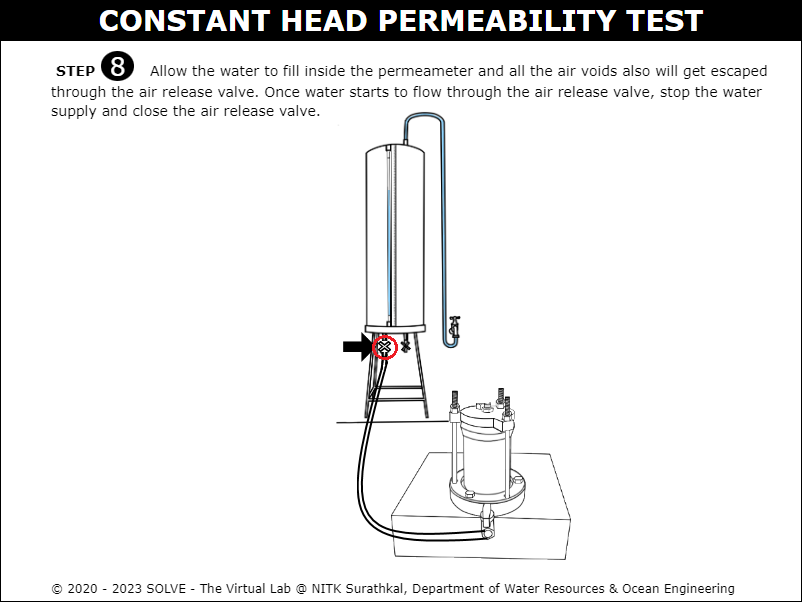 CONSTANT HEAD PERMEABILITY TEST
STEP 8 Allow the water to fill inside the permeameter and all the air voids also will get escaped
through the air release valve. Once water starts to flow through the air release valve, stop the water
supply and close the air release valve.
© 2020 - 2023 SOLVE - The Virtual Lab @ NITK Surathkal, Department of Water Resources & Ocean Engineering